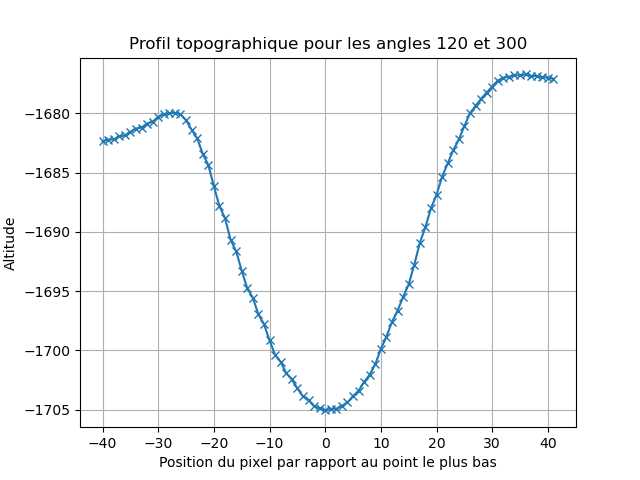 Profil topographique pour les angles 120 et 300
Altitude
−1680
−1685
−1690
−1695
−1700
−1705
−40 −30 −20 −10 0 10 20 30 40
Position du pixel par rapport au point le plus bas